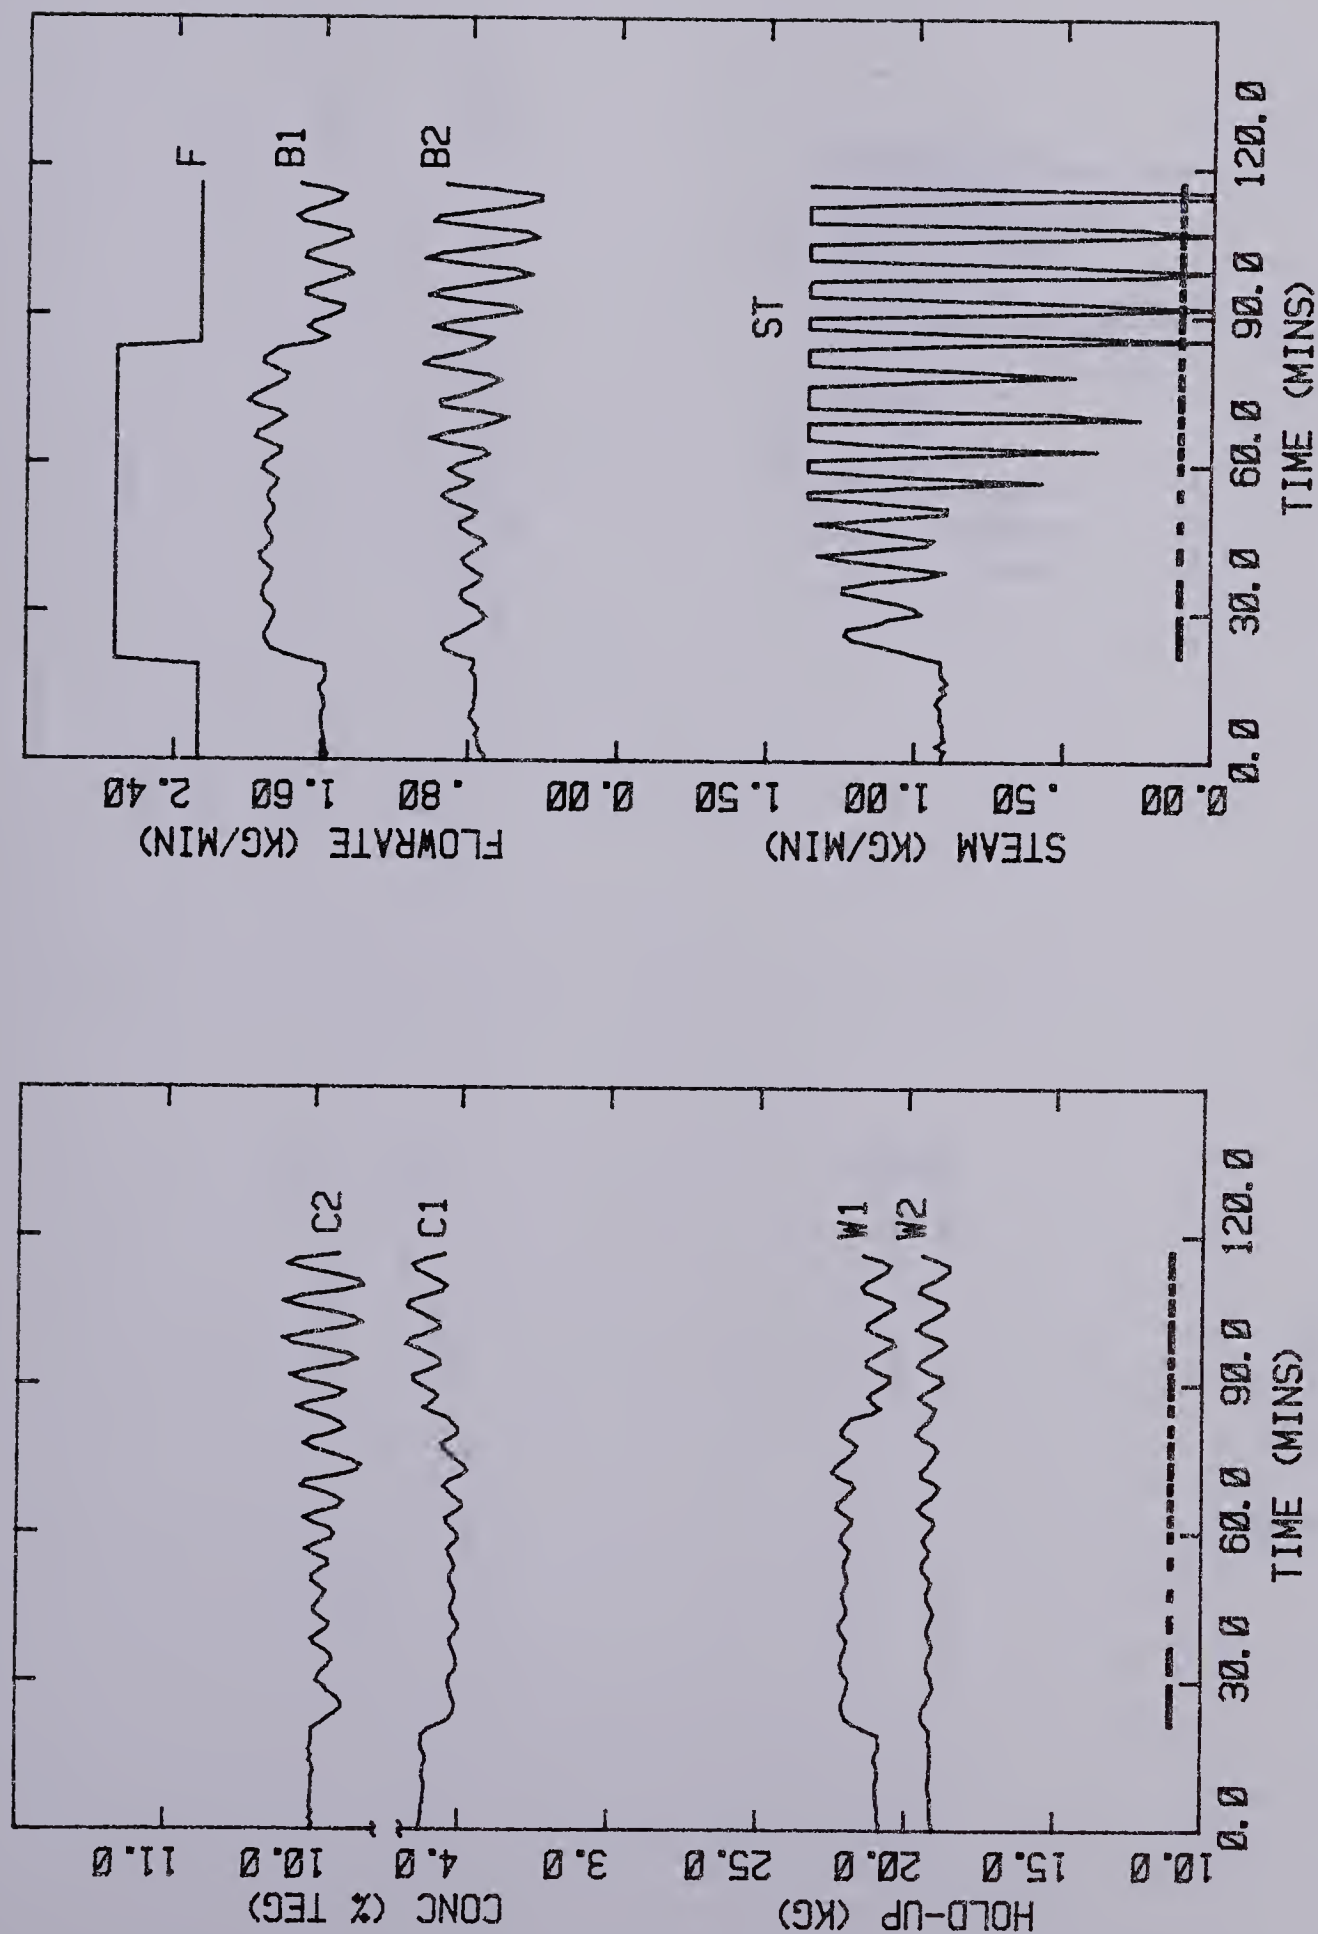 F
B1
B2
ST
2.40
1.60
.80
0.00
1.50
1.00
.50
0.00
FLOWRATE (KG/MIN)
STEAM (KG/MIN)
0.0
30.0
60.0
90.0
120.0
TIME (MINS)
C2
C1
W1
W2
11.0
10.0
4.0
3.0
25.0
20.0
15.0
10.0
CONC (% TEG)
HOLD-UP (KG)
0.0
30.0
60.0
90.0
120.0
TIME (MINS)